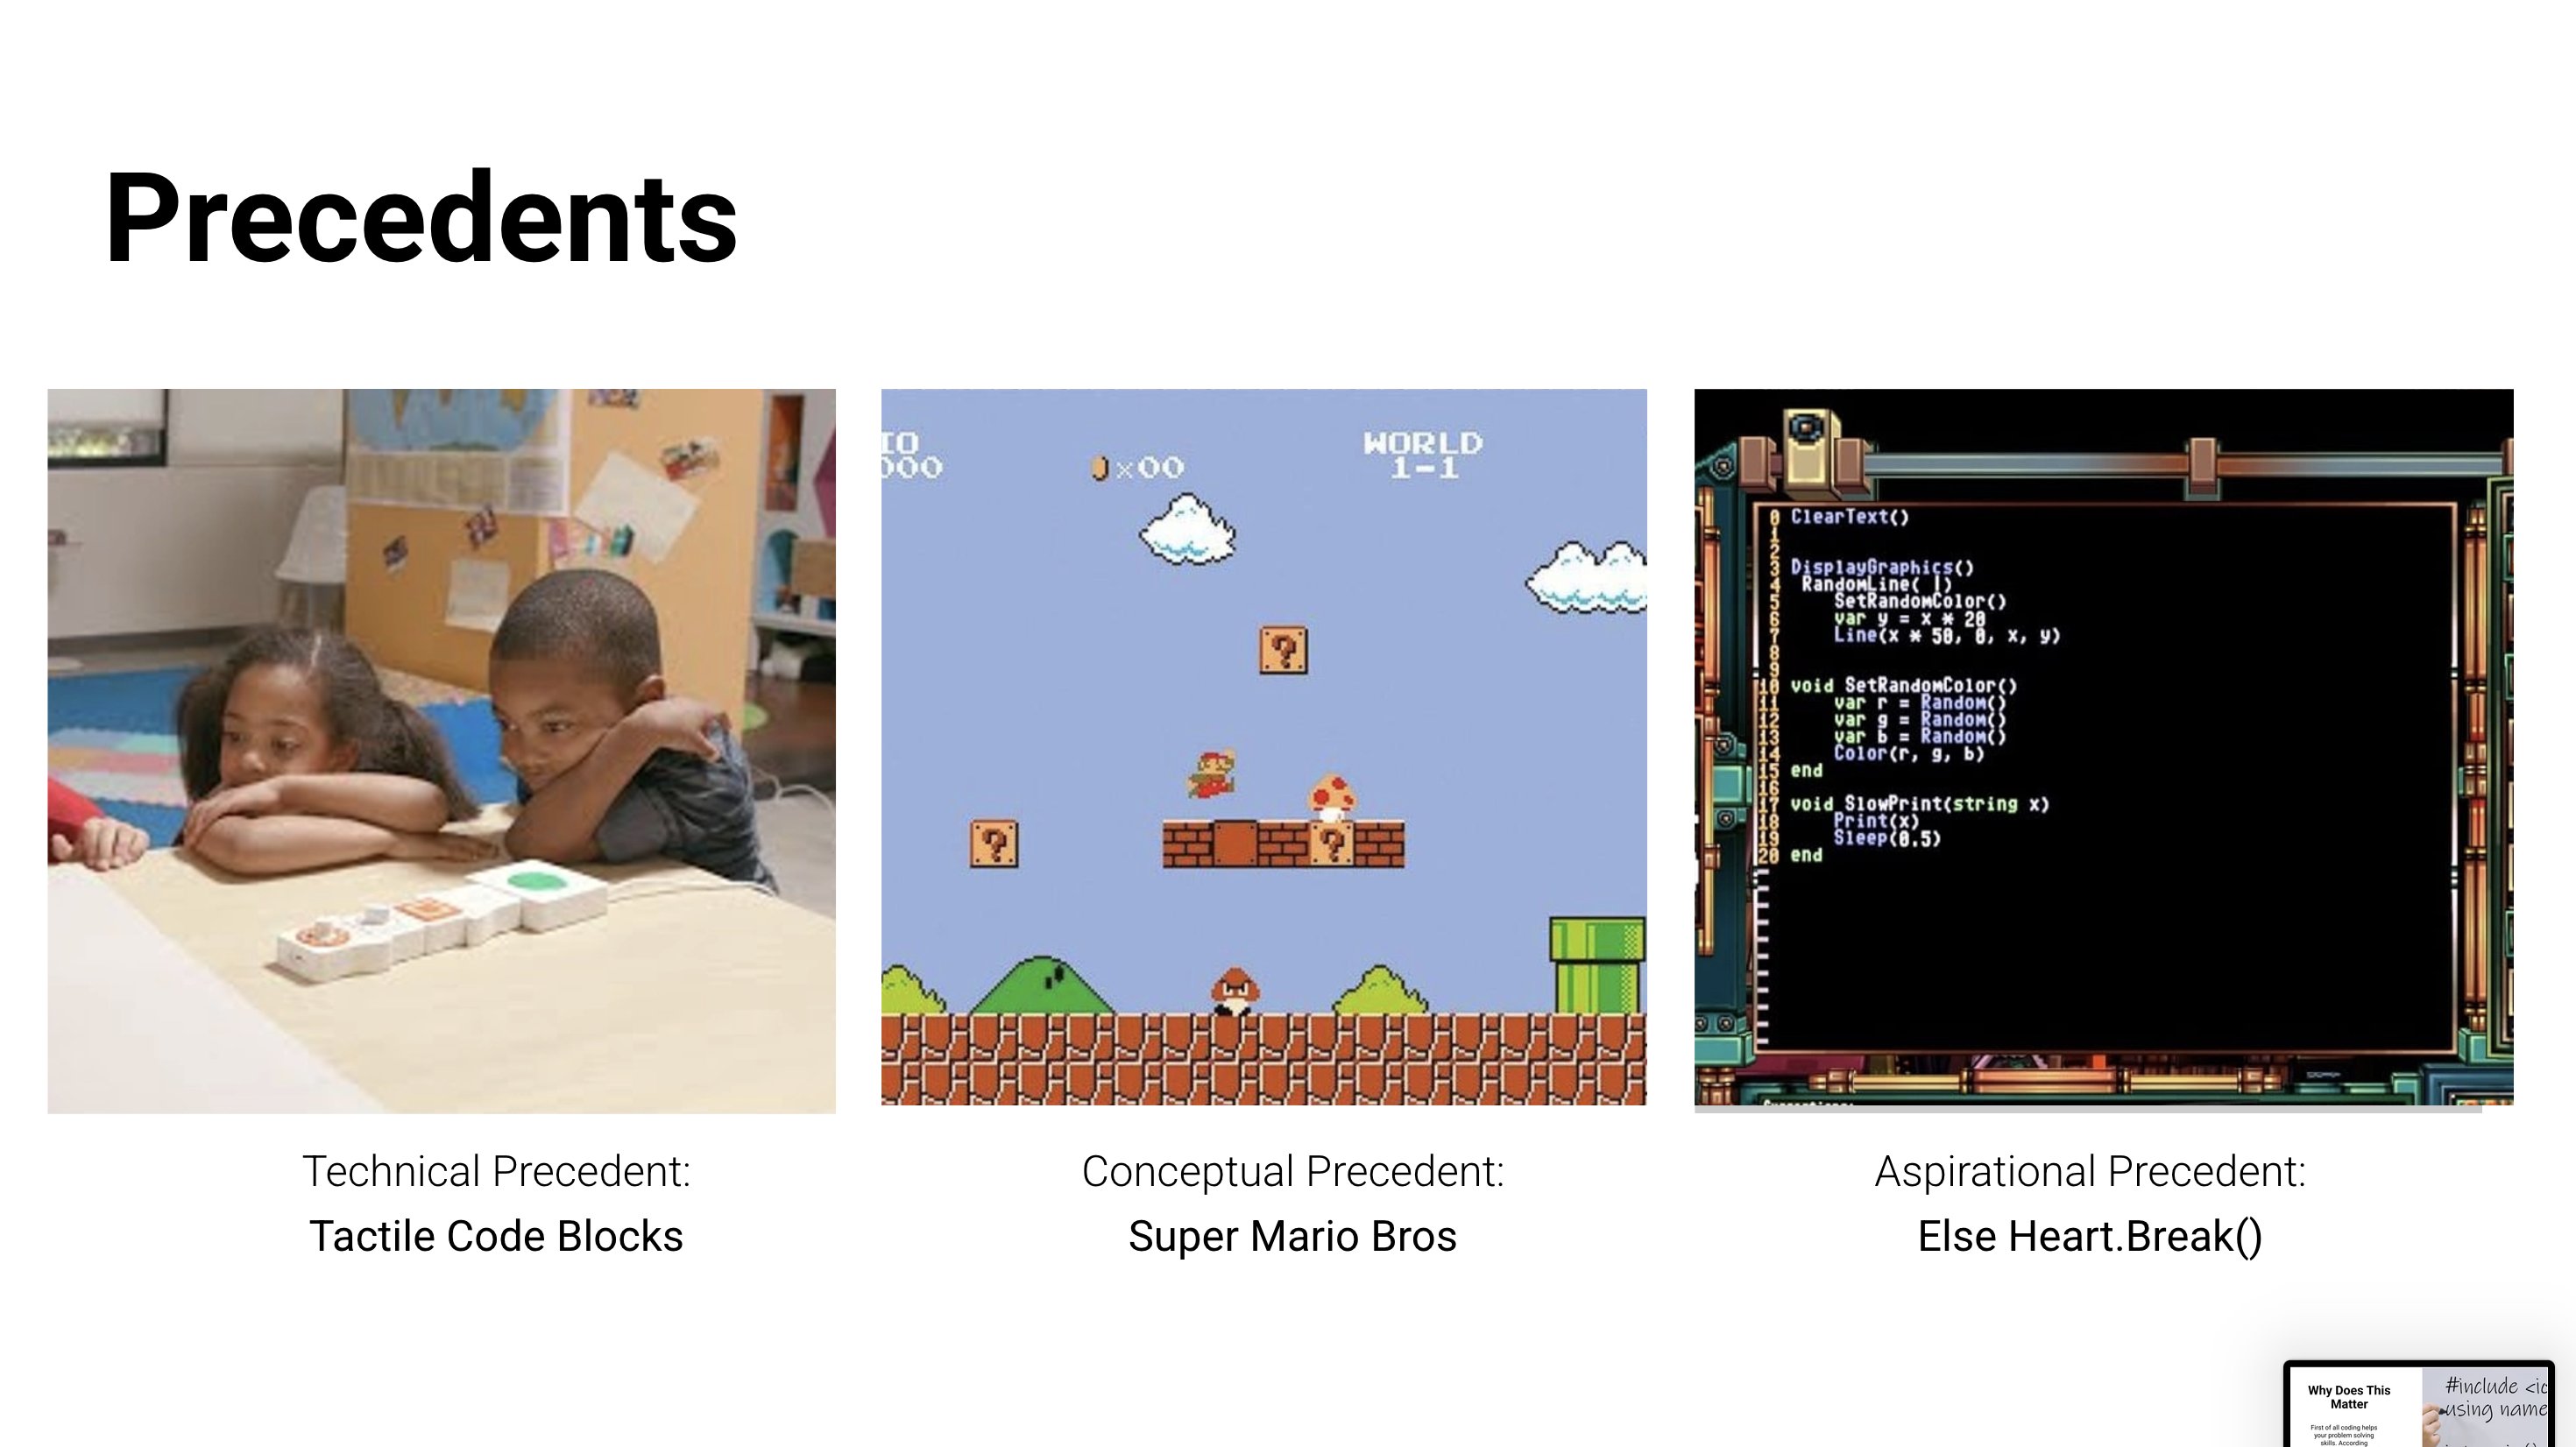 Precedents
IO
000
x00
WORLD
1-1
0 ClearText()
1
2
3 DisplayGraphics()
4 RandomLine( |)
5 SetRandomColor()
6 var y = x * 20
7 Line(x * 50, 0, x, y)
8
9
10 void SetRandomColor()
11 var r = Random()
12 var g = Random()
13 var b = Random()
14 Color(r, g, b)
15 end
16
17 void SlowPrint(string x)
18 Print(x)
19 Sleep(0.5)
20 end
Technical Precedent:
Tactile Code Blocks
Conceptual Precedent:
Super Mario Bros
Aspirational Precedent:
Else Heart.Break()
Why Does This
Matter
First of all coding helps
your problem solving
skills. According
#include <ic
using name